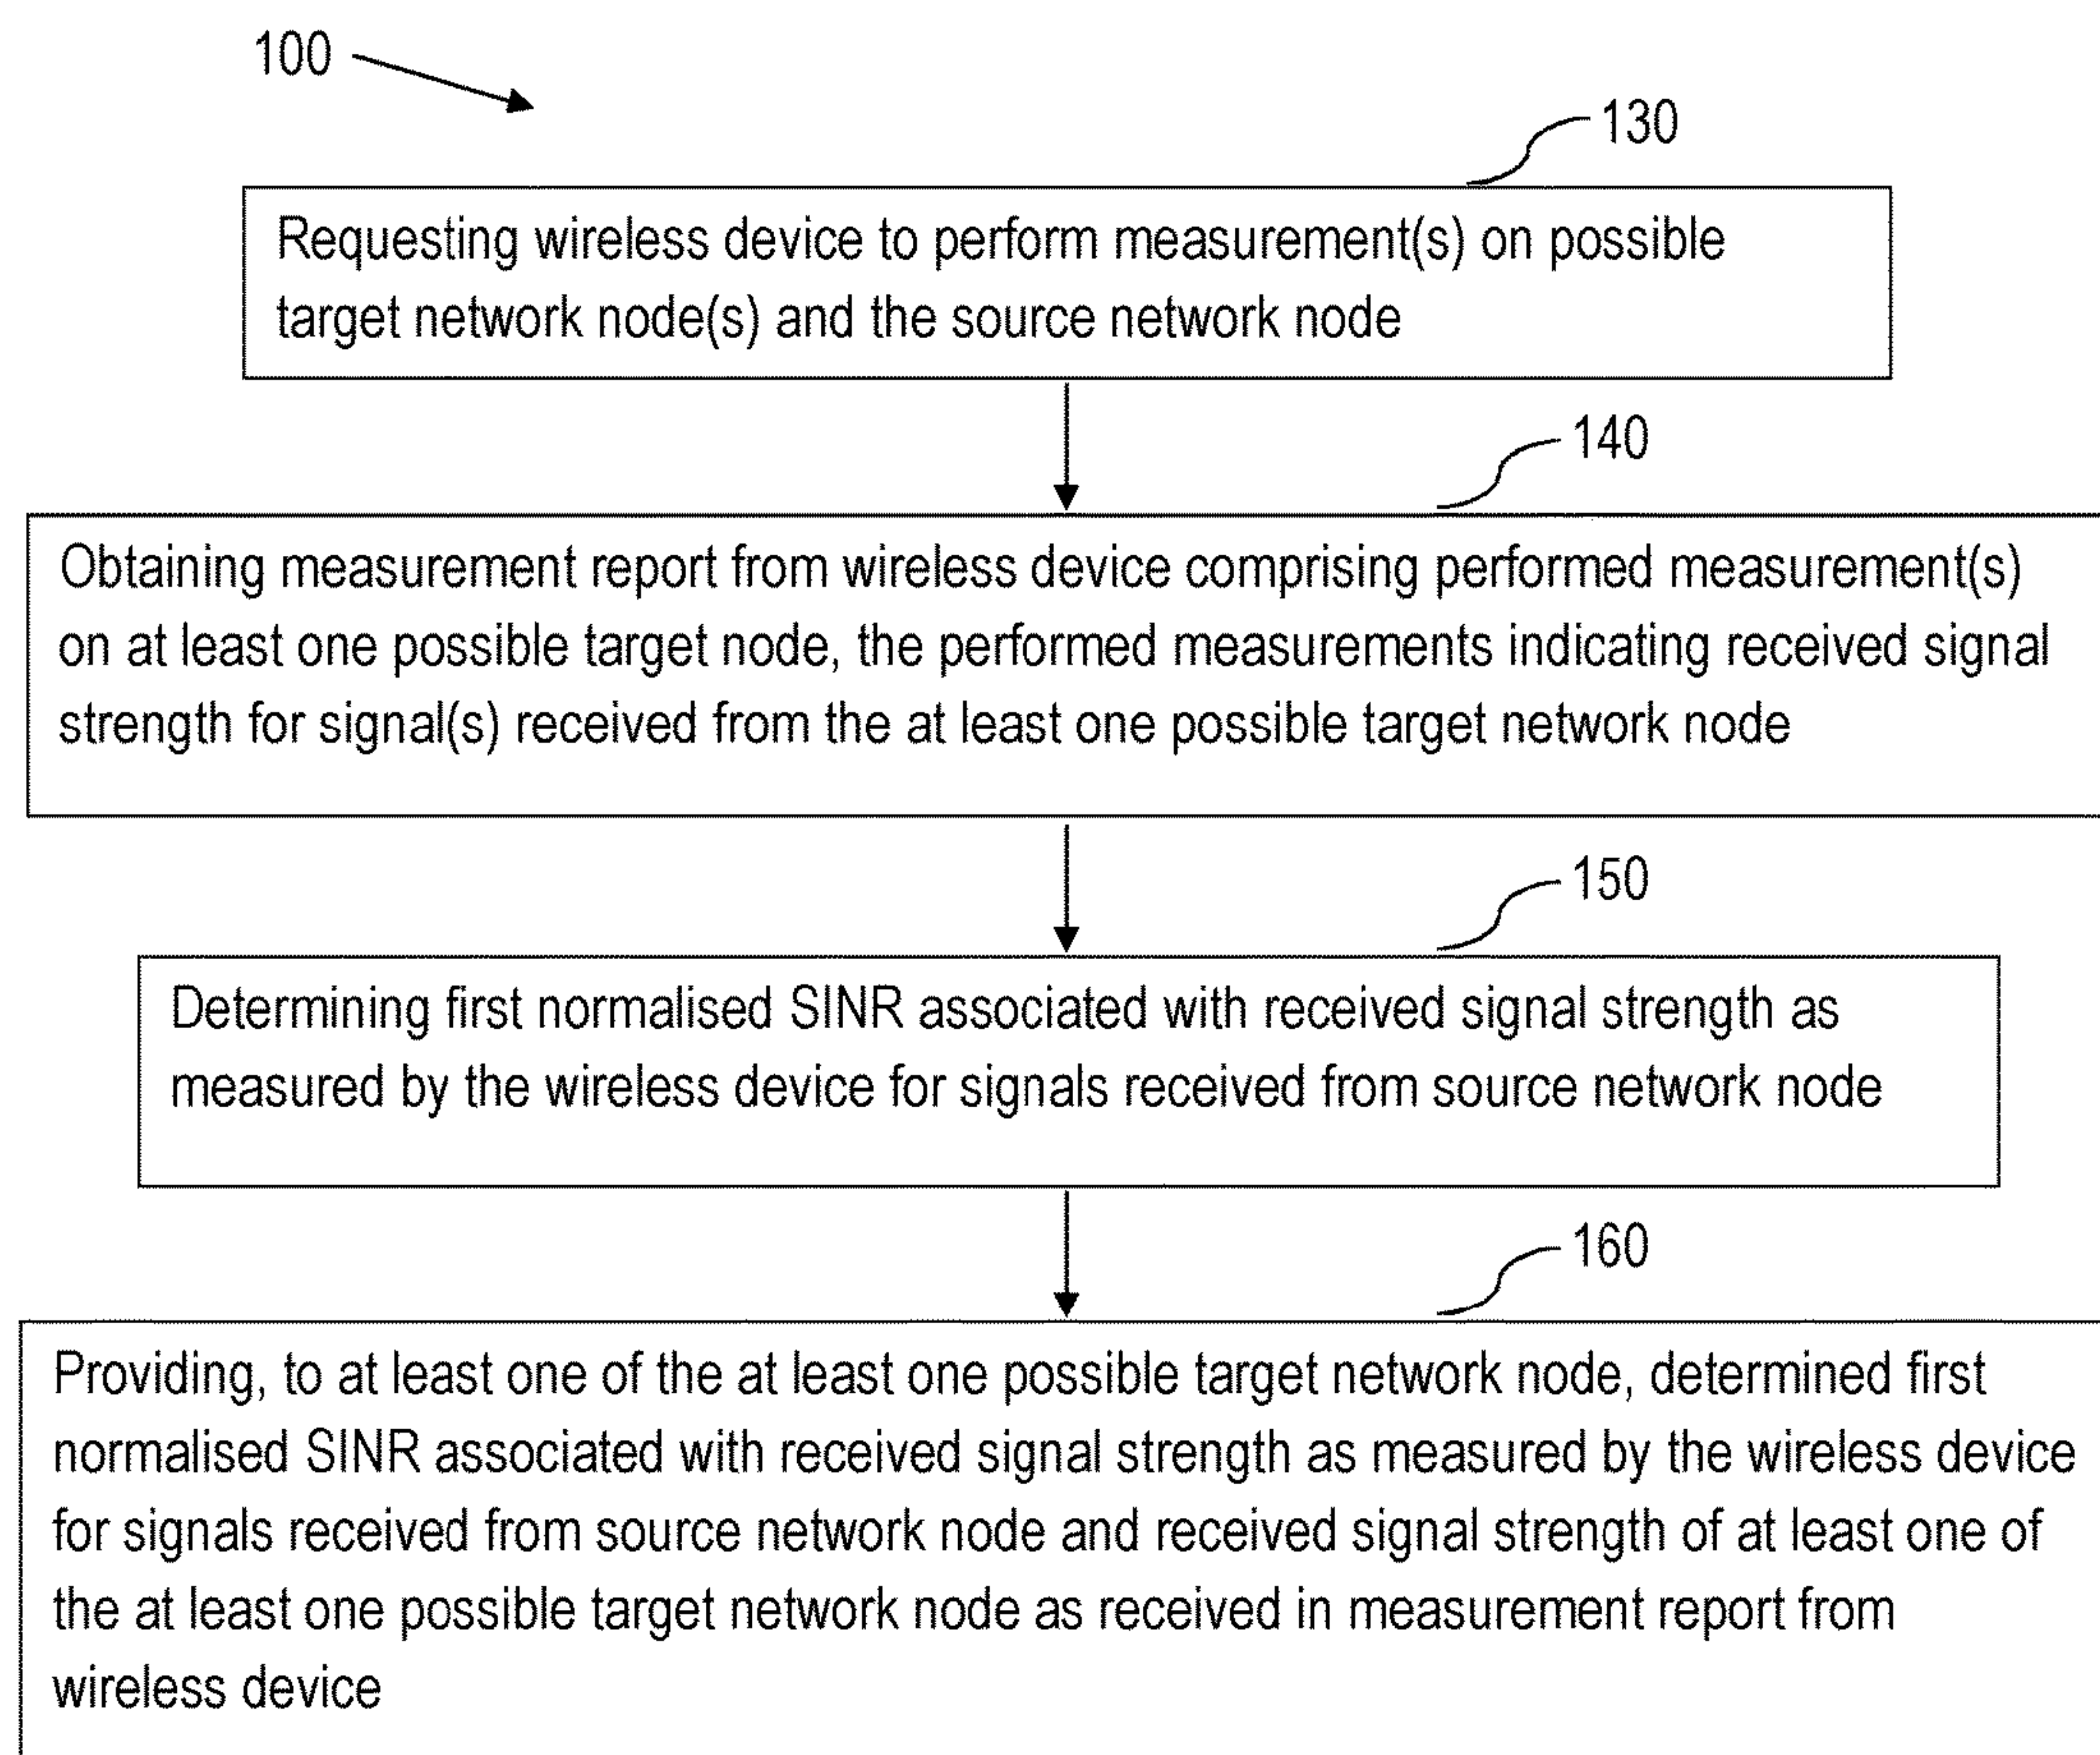 100
130
Requesting wireless device to perform measurement(s) on possible
target network node(s) and the source network node
140
Obtaining measurement report from wireless device comprising performed measurement(s)
on at least one possible target node, the performed measurements indicating received signal
strength for signal(s) received from the at least one possible target network node
150
Determining first normalised SINR associated with received signal strength as
measured by the wireless device for signals received from source network node
160
Providing, to at least one of the at least one possible target network node, determined first
normalised SINR associated with received signal strength as measured by the wireless device
for signals received from source network node and received signal strength of at least one of
the at least one possible target network node as received in measurement report from
wireless device